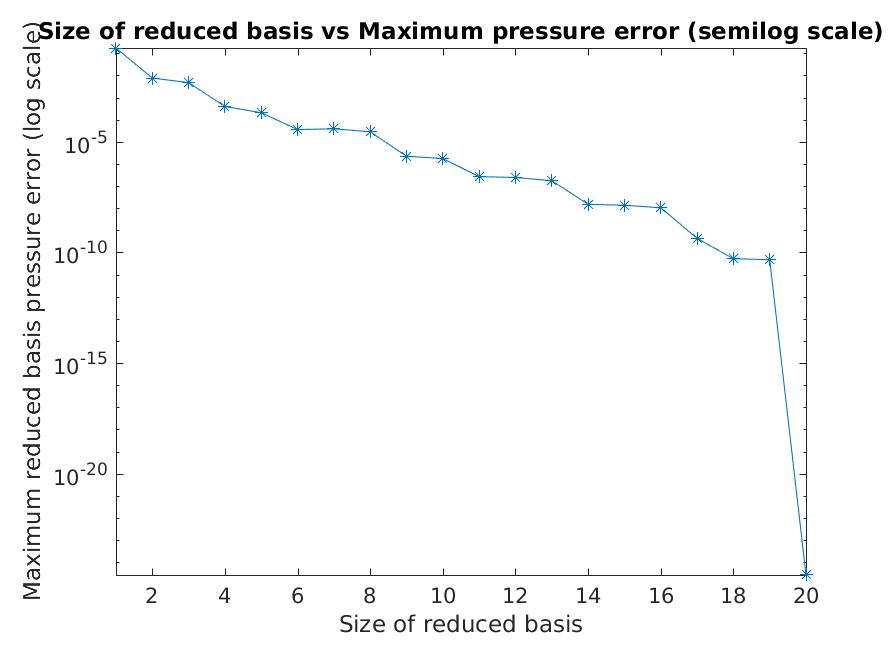 Size of reduced basis vs Maximum pressure error (semilog scale)
Maximum reduced basis pressure error (log scale)
10^-5
10^-10
10^-15
10^-20
2 4 6 8 10 12 14 16 18 20
Size of reduced basis